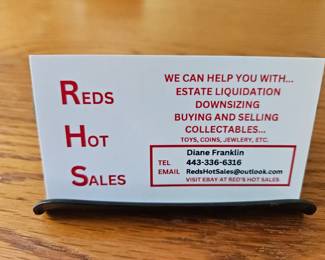 REDS
HOT
SALES
WE CAN HELP YOU WITH...
ESTATE LIQUIDATION
DOWNSIZING
BUYING AND SELLING
COLLECTABLES...
TOYS, COINS, JEWLERY, ETC.
Diane Franklin
TEL 443-336-6316
EMAIL RedsHotSales@outlook.com
VISIT EBAY AT RED'S HOT SALES